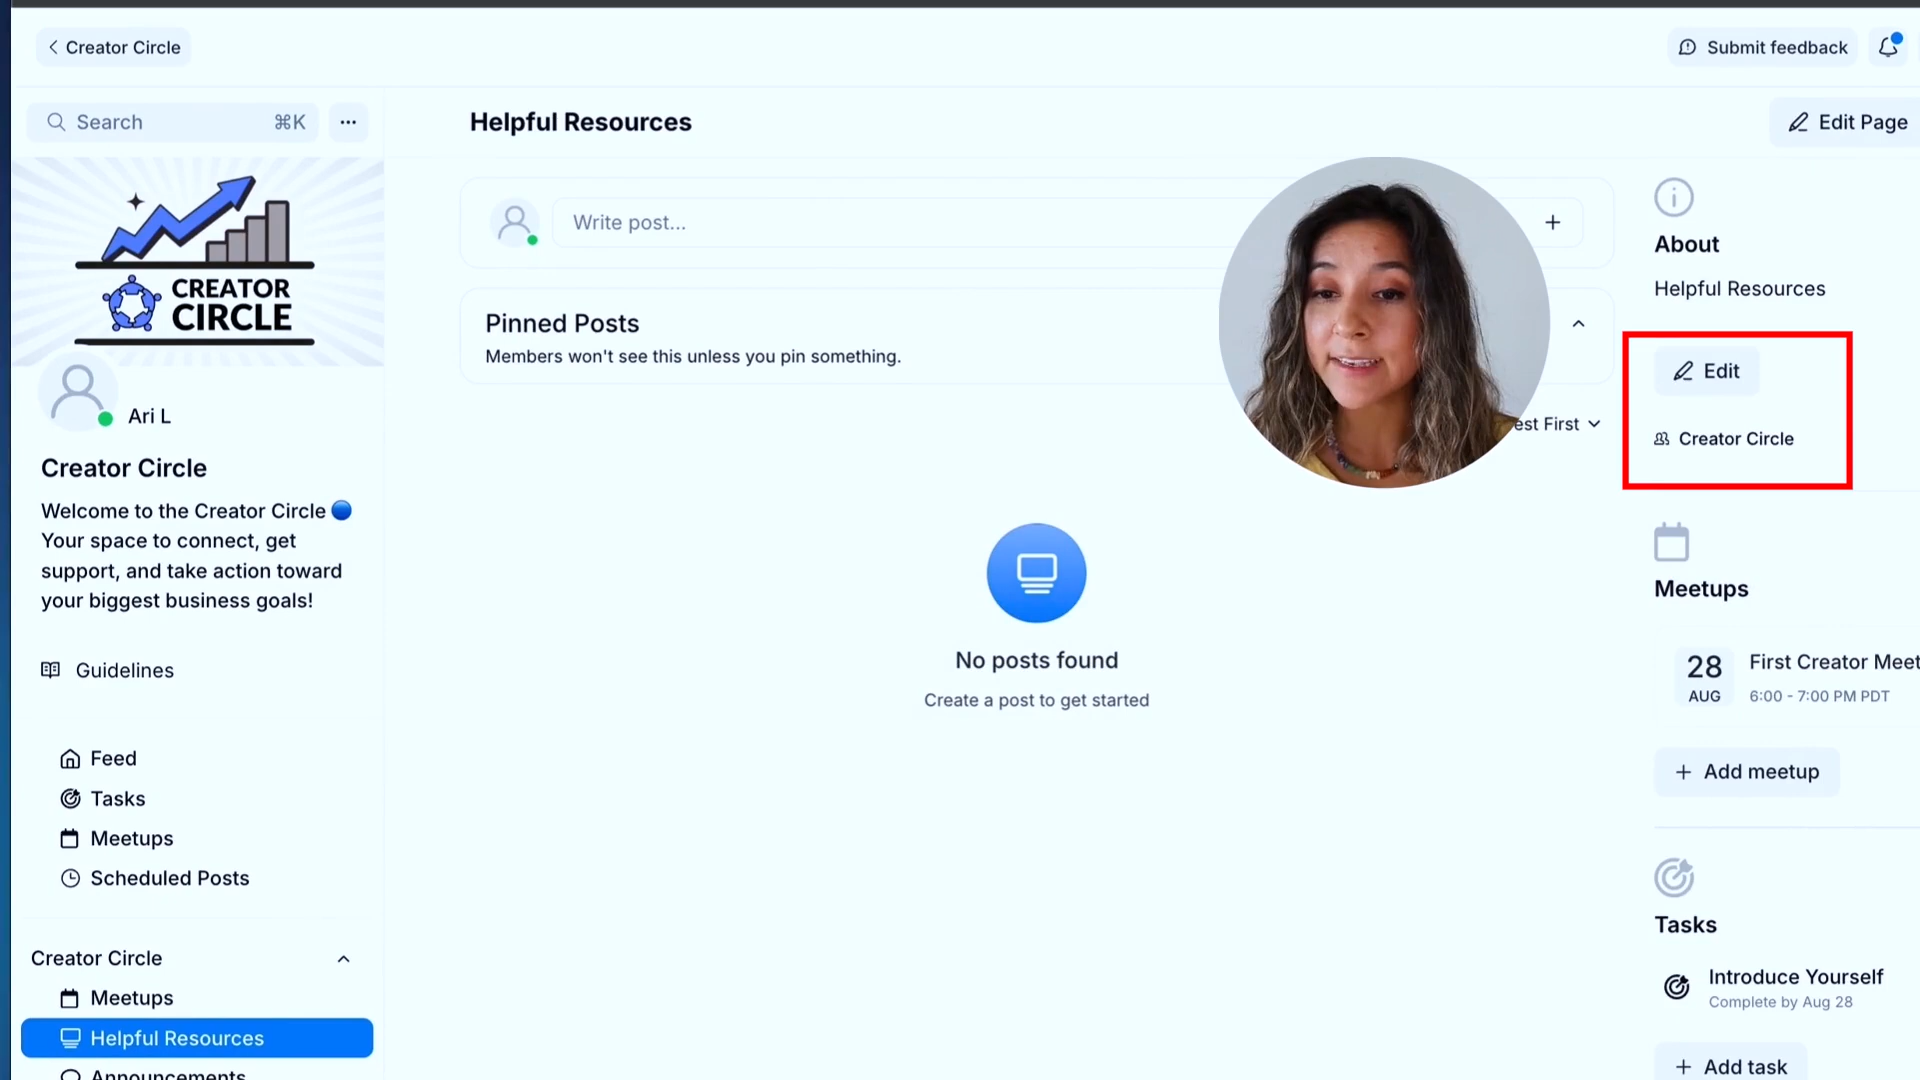 Creator Circle
Submit feedback
Search ⌘K
Helpful Resources
Edit Page
CREATOR
CIRCLE
Write post...
About
Helpful Resources
Pinned Posts
Members won't see this unless you pin something.
Edit
Creator Circle
est First
Ari L
Creator Circle
Welcome to the Creator Circle
Your space to connect, get
support, and take action toward
your biggest business goals!
Guidelines
No posts found
Create a post to get started
Meetups
28
AUG
First Creator Meet
6:00 - 7:00 PM PDT
Add meetup
Feed
Tasks
Meetups
Scheduled Posts
Creator Circle
Meetups
Helpful Resources
Announcements
Tasks
Introduce Yourself
Complete by Aug 28
Add task